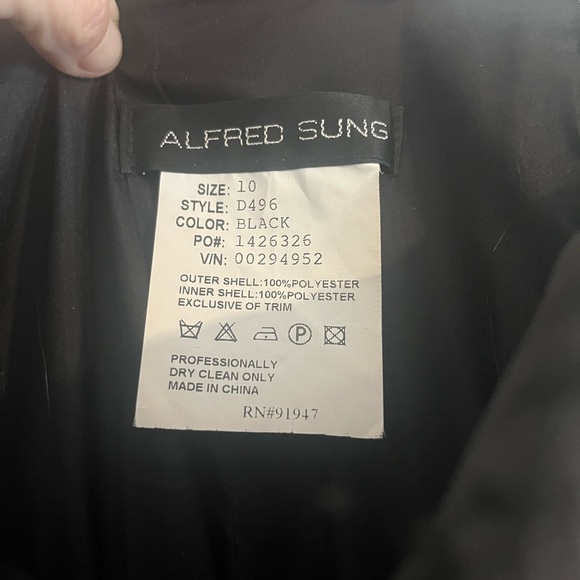 ALFRED SUNG
SIZE: 10
STYLE: D496
COLOR: BLACK
PO#: 1426326
V/N: 00294952
OUTER SHELL:100%POLYESTER
INNER SHELL:100%POLYESTER
EXCLUSIVE OF TRIM
P
PROFESSIONALLY
DRY CLEAN ONLY
MADE IN CHINA
RN#91947